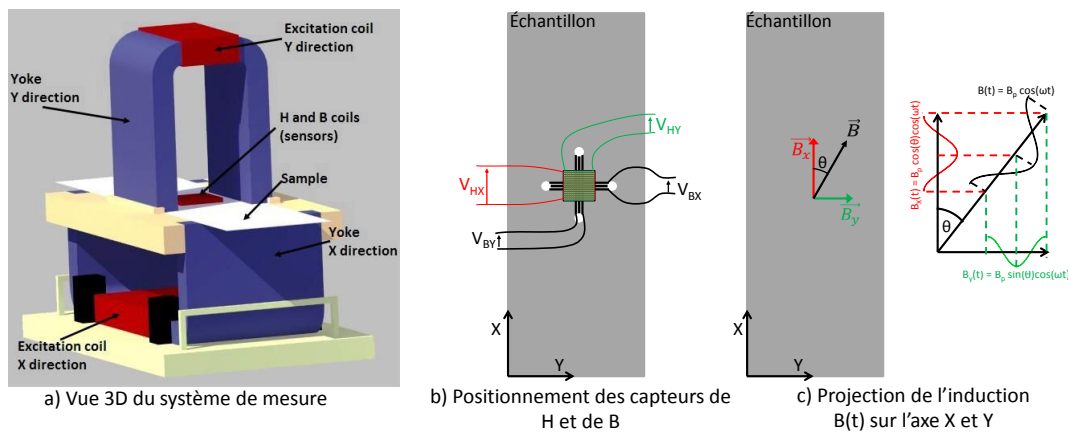 Excitation coil
Y direction
Yoke
Y direction
H and B coils
(sensors)
Sample
Yoke
X direction
Excitation coil
X direction
a) Vue 3D du système de mesure
Échantillon
V_HY
V_HX
V_BX
V_BY
X
Y
b) Positionnement des capteurs de
H et de B
Échantillon
B_x
θ
B
B_y
X
Y
B(t) = B_p cos(ωt)
B_x(t) = B_p cos(θ)cos(ωt)
θ
B_y(t) = B_p sin(θ)cos(ωt)
c) Projection de l'induction
B(t) sur l'axe X et Y